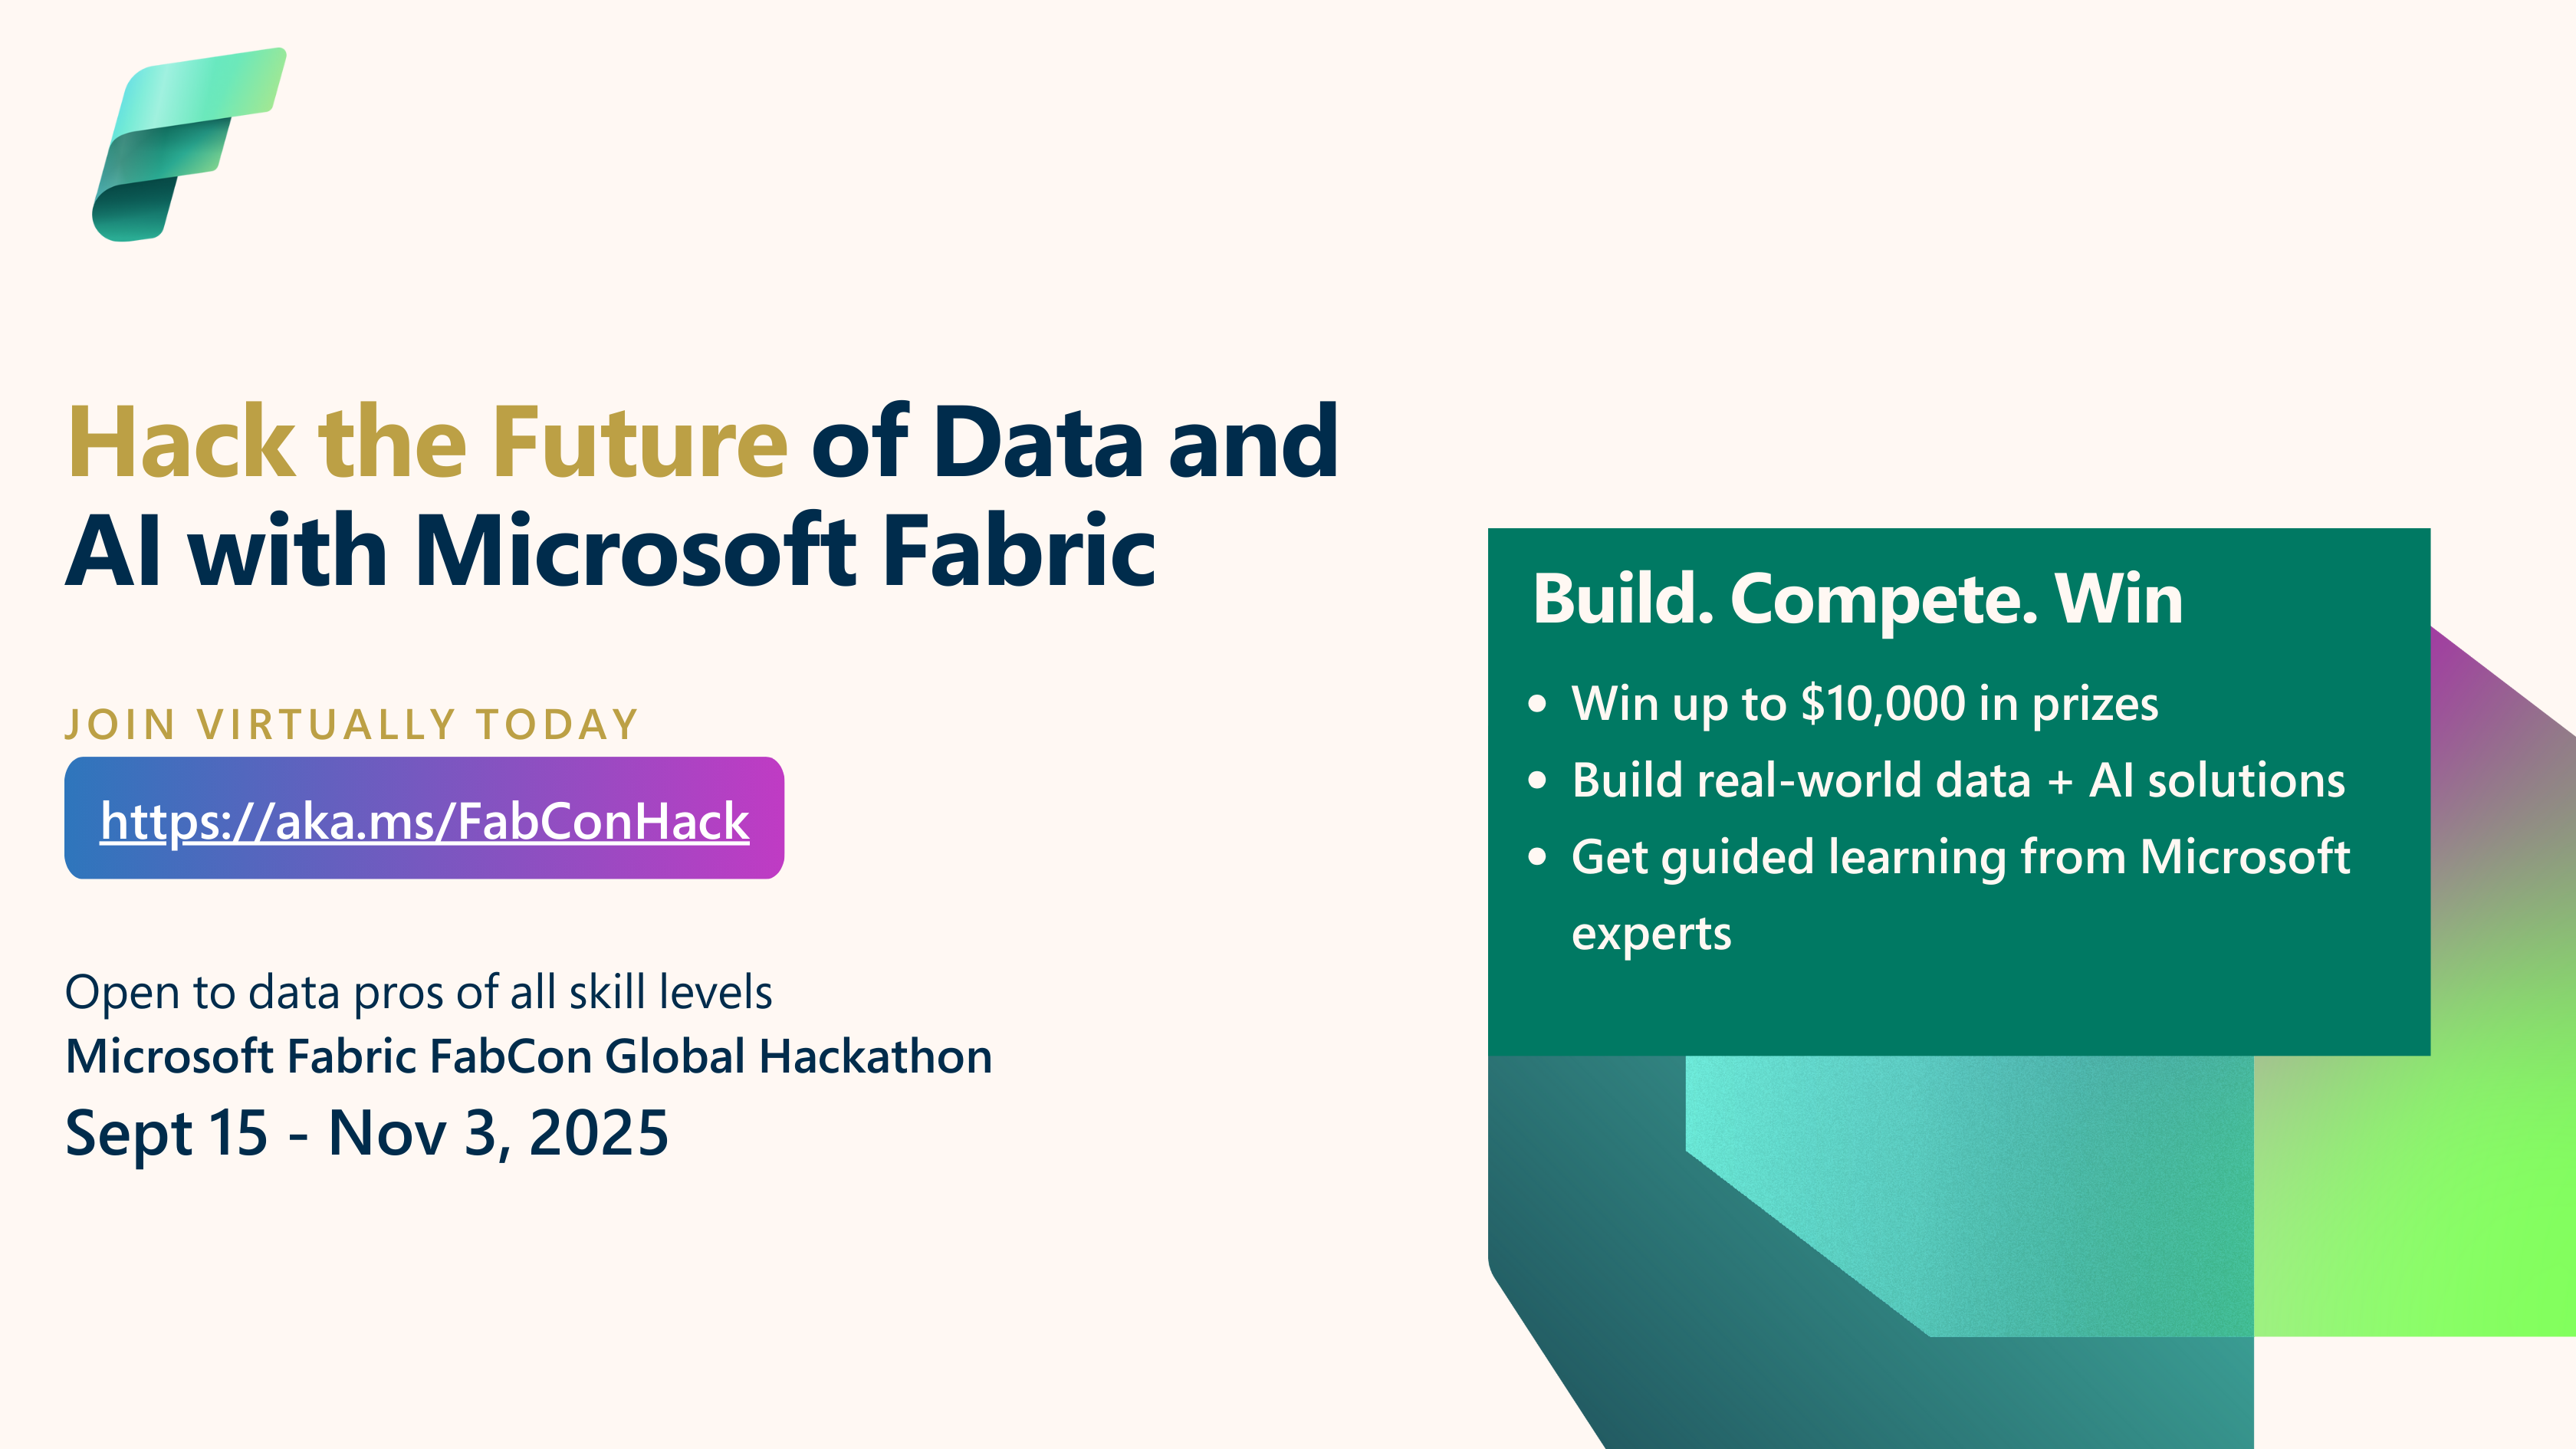 Hack the Future of Data and
AI with Microsoft Fabric
JOIN VIRTUALLY TODAY
https://aka.ms/FabConHack
Open to data pros of all skill levels
Microsoft Fabric FabCon Global Hackathon
Sept 15 - Nov 3, 2025
Build. Compete. Win
• Win up to $10,000 in prizes
• Build real-world data + AI solutions
• Get guided learning from Microsoft
experts